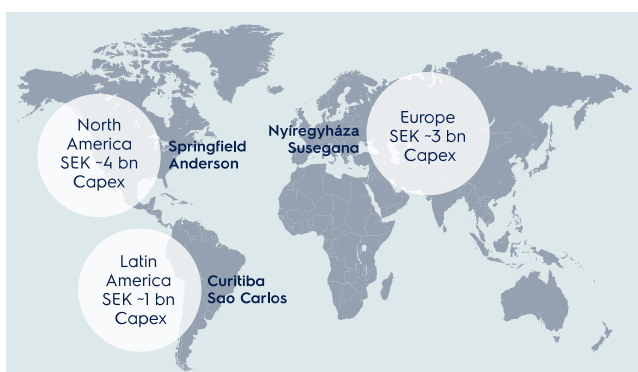 North
America
SEK ~4 bn
Capex
Springfield
Anderson
Nyíregyháza
Susegana
Europe
SEK ~3 bn
Capex
Latin
America
SEK ~1 bn
Capex
Curitiba
Sao Carlos